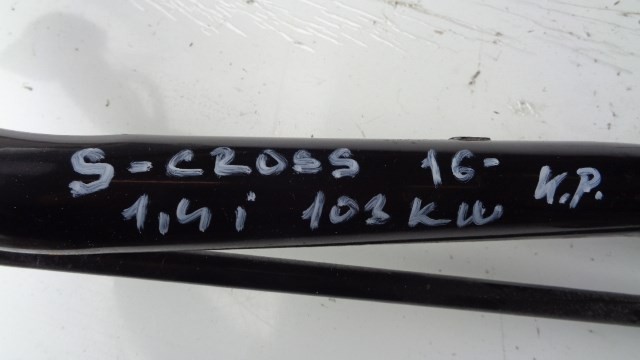 S-CROSS 16- K.P.
1,4i 103 KW